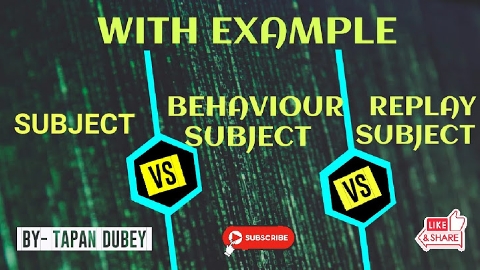 WITH EXAMPLE
SUBJECT
VS
BEHAVIOUR
SUBJECT
VS
REPLAY
SUBJECT
BY- TAPAN DUBEY
SUBSCRIBE
LIKE
& SHARE